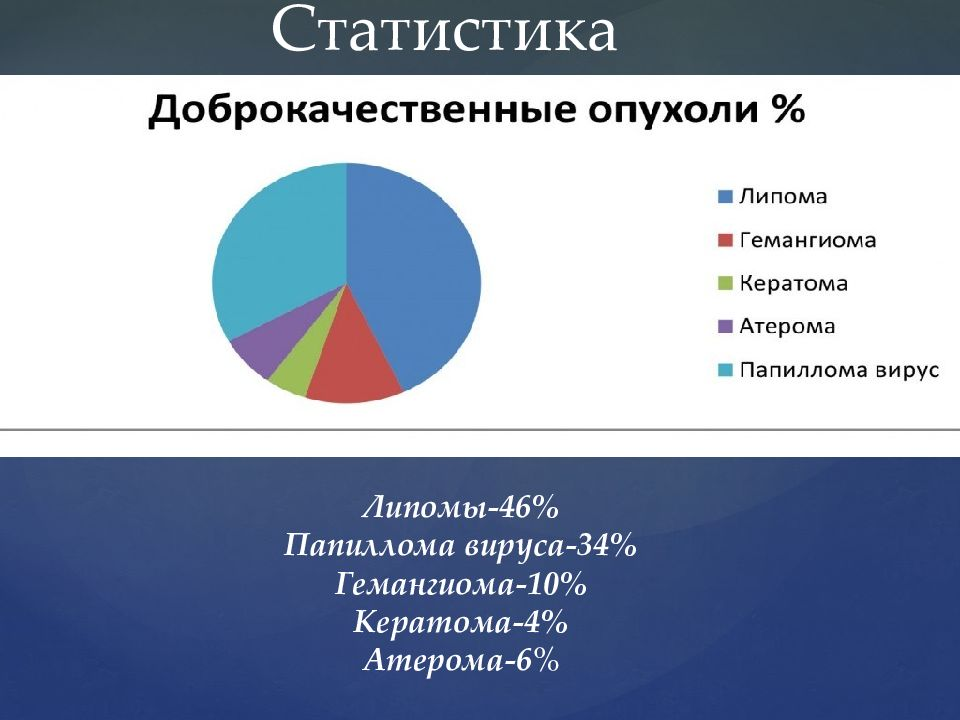 Статистика
Доброкачественные опухоли %
Липома
Гемангиома
Кератома
Атерома
Папиллома вирус
Липомы-46%
Папиллома вируса-34%
Гемангиома-10%
Кератома-4%
Атерома-6%